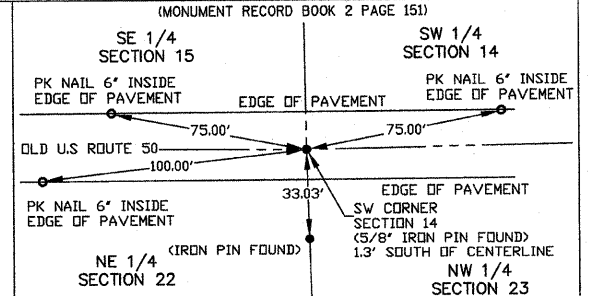 (MONUMENT RECORD BOOK 2 PAGE 151)
SE 1/4
SECTION 15
SW 1/4
SECTION 14
PK NAIL 6" INSIDE
EDGE OF PAVEMENT
PK NAIL 6" INSIDE
EDGE OF PAVEMENT
EDGE OF PAVEMENT
75.00'
75.00'
OLD U.S ROUTE 50
100.00'
33.03'
EDGE OF PAVEMENT
PK NAIL 6" INSIDE
EDGE OF PAVEMENT
SW CORNER
SECTION 14
(5/8" IRON PIN FOUND)
1.3' SOUTH OF CENTERLINE
(IRON PIN FOUND)
NE 1/4
SECTION 22
NW 1/4
SECTION 23